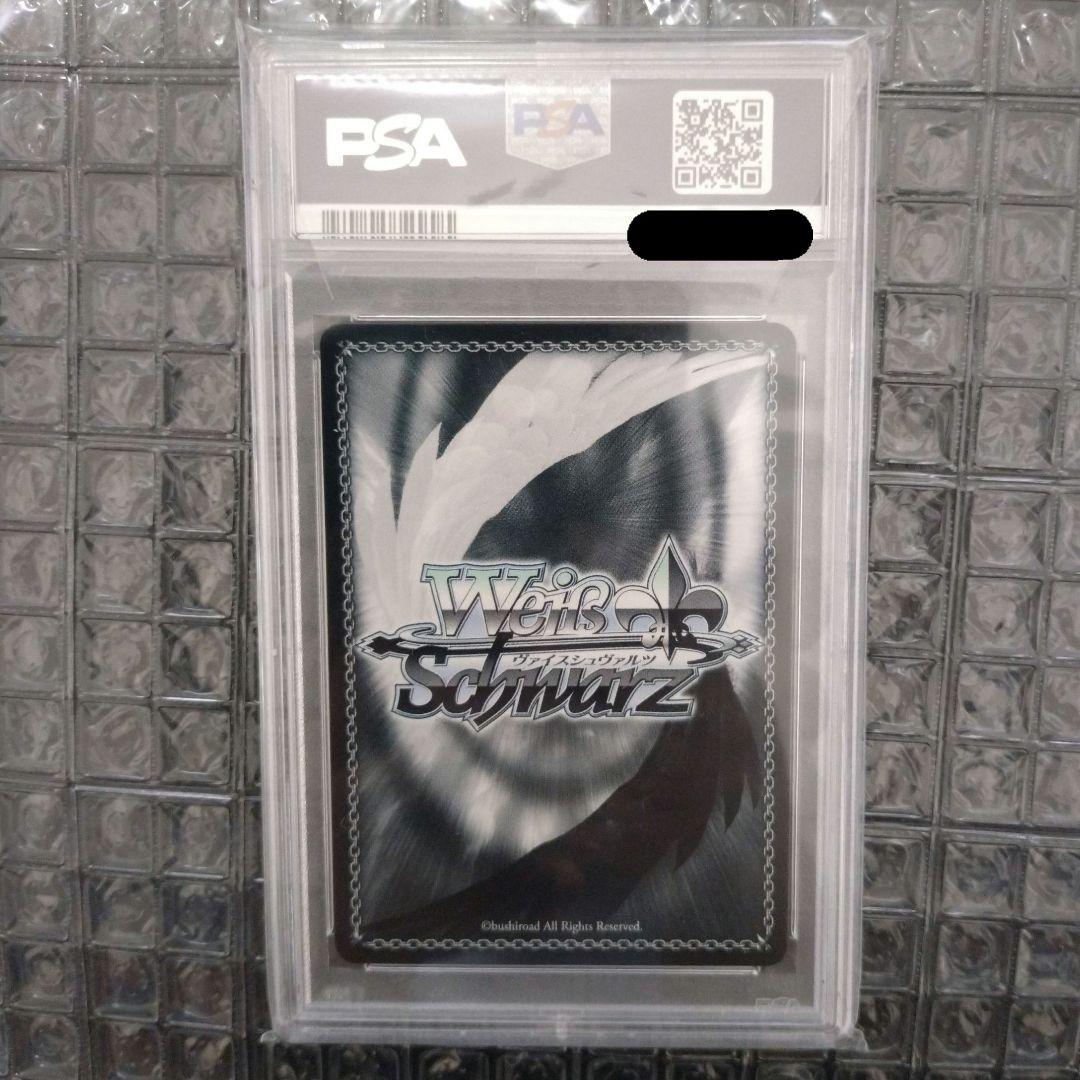 PSA
PSA
Weiß
ヴァイスシュヴァルツ
Schwarz
©bushiroad All Rights Reserved.